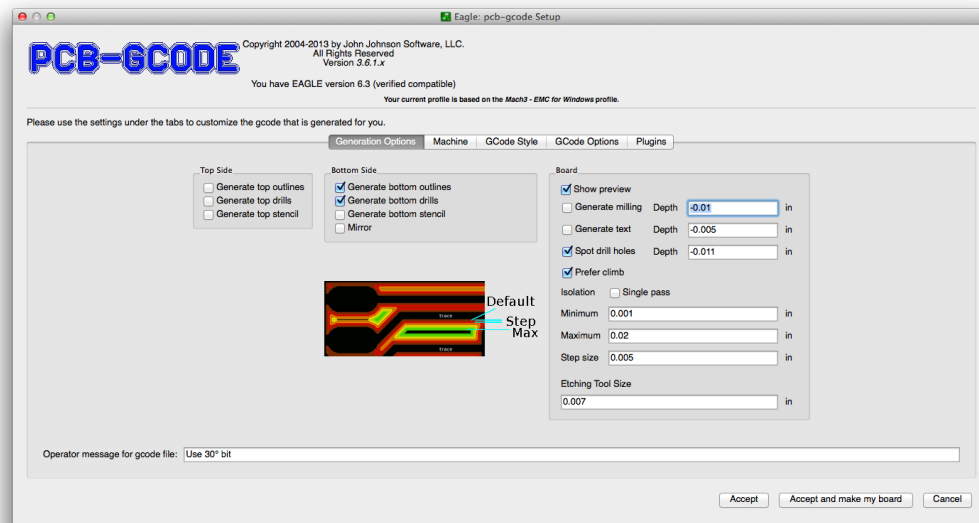 Eagle: pcb-gcode Setup
PCB-GCODE
Copyright 2004-2013 by John Johnson Software, LLC.
All Rights Reserved
Version 3.6.1.x
You have EAGLE version 6.3 (verified compatible)
Your current profile is based on the Mach3 - EMC for Windows profile.
Please use the settings under the tabs to customize the gcode that is generated for you.
Generation Options Machine GCode Style GCode Options Plugins
Top Side
Generate top outlines
Generate top drills
Generate top stencil
Bottom Side
Generate bottom outlines
Generate bottom drills
Generate bottom stencil
Mirror
trace
trace
Default
Step
Max
Board
Show preview
Generate milling Depth -0.01 in
Generate text Depth -0.005 in
Spot drill holes Depth -0.011 in
Prefer climb
Isolation Single pass
Minimum 0.001 in
Maximum 0.02 in
Step size 0.005 in
Etching Tool Size
0.007 in
Operator message for gcode file: Use 30° bit
Accept Accept and make my board Cancel